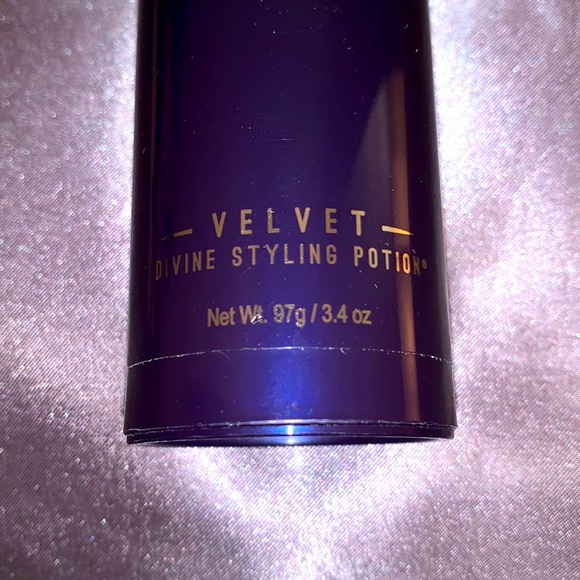 VELVET
DIVINE STYLING POTION®
Net Wt. 97g / 3.4 oz